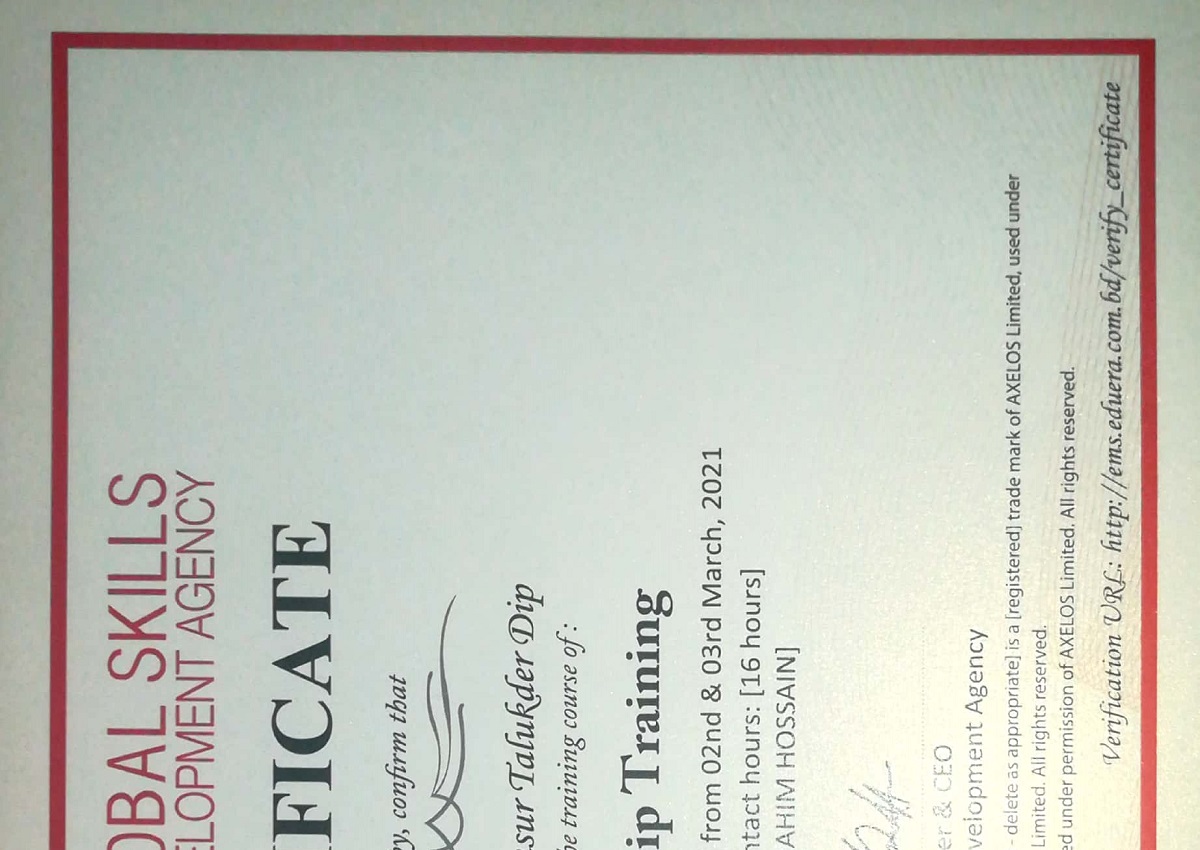 OBAL SKILLS
ELOPMENT AGENCY
IFICATE
ry, confirm that
sur Talukder Dip
he training course of :
ip Training
from 02nd & 03rd March, 2021
ntact hours: [16 hours]
AHIM HOSSAIN]
er & CEO
velopment Agency
- delete as appropriate] is a [registered] trade mark of AXELOS Limited, used under
Limited. All rights reserved.
ed under permission of AXELOS Limited. All rights reserved.
Verification URL: http://ems.eduera.com.bd/verify_certificate